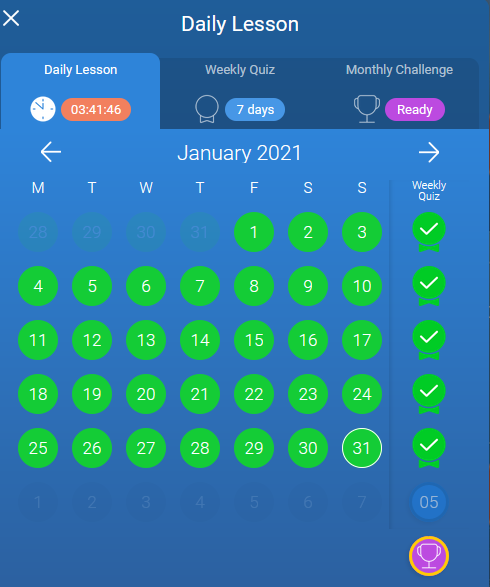 Daily Lesson
Daily Lesson Weekly Quiz Monthly Challenge
03:41:46 7 days Ready
January 2021
M T W T F S S Weekly Quiz
28 29 30 31 1 2 3
4 5 6 7 8 9 10
11 12 13 14 15 16 17
18 19 20 21 22 23 24
25 26 27 28 29 30 31
1 2 3 4 5 6 7 05